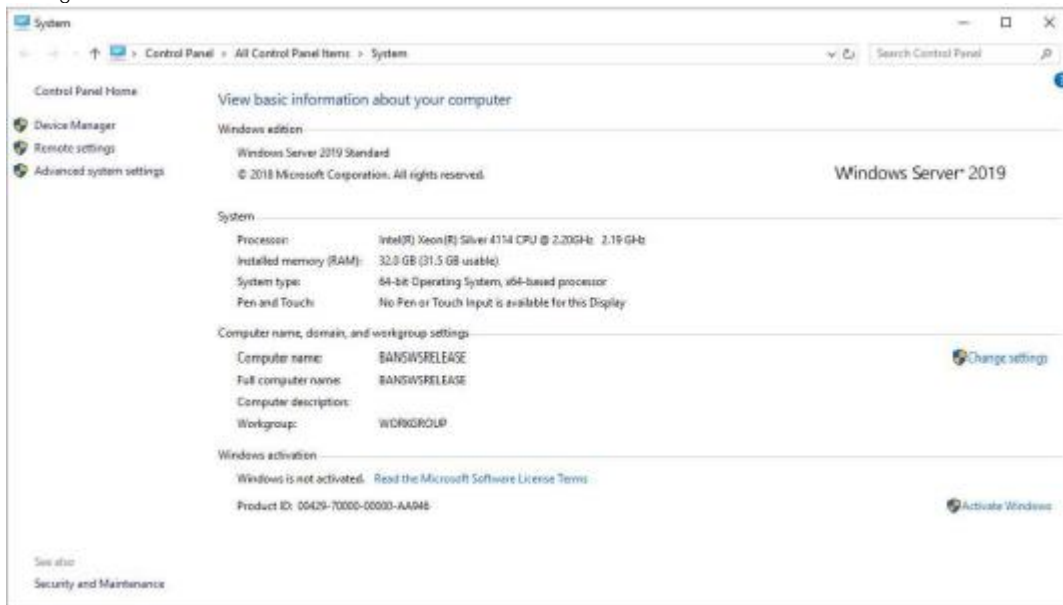 System
Control Panel > All Control Panel Items > System
Search Control Panel
Control Panel Home
Device Manager
Remote settings
Advanced system settings
View basic information about your computer
Windows edition
Windows Server 2019 Standard
© 2018 Microsoft Corporation. All rights reserved.
Windows Server® 2019
System
Processor: Intel(R) Xeon(R) Silver 4114 CPU @ 2.20GHz 2.19 GHz
Installed memory (RAM): 32.0 GB (31.5 GB usable)
System type: 64-bit Operating System, x64-based processor
Pen and Touch: No Pen or Touch Input is available for this Display
Computer name, domain, and workgroup settings
Computer name: BANSWSRELEASE
Change settings
Full computer name: BANSWSRELEASE
Computer description:
Workgroup: WORKGROUP
Windows activation
Windows is not activated. Read the Microsoft Software License Terms
Product ID: 00429-70000-00000-AA946
Activate Windows
See also
Security and Maintenance